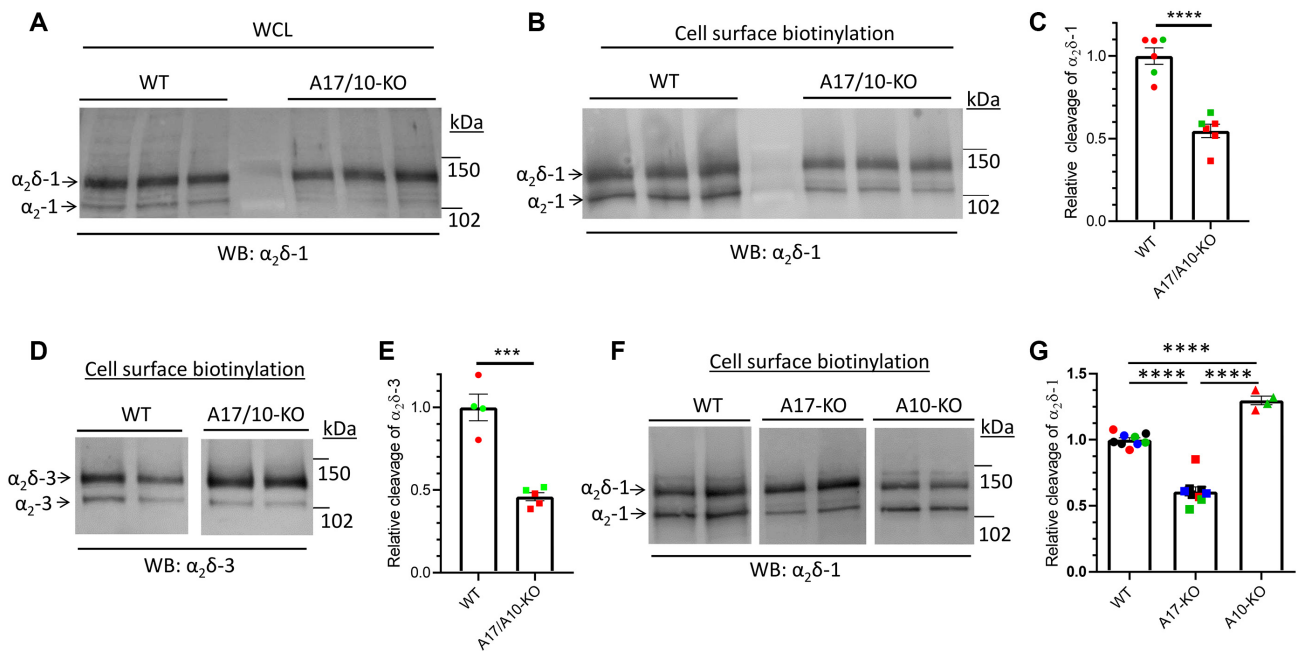 A
WCL
WT
A17/10-KO
kDa
α₂δ-1→
150
α₂-1→
102
WB: α₂δ-1
B
Cell surface biotinylation
WT
A17/10-KO
kDa
α₂δ-1→
150
α₂-1→
102
WB: α₂δ-1
C
****
Relative cleavage of α₂δ-1
1.0
0.5
0.0
WT
A17/A10-KO
D
Cell surface biotinylation
WT
A17/10-KO
kDa
α₂δ-3→
150
α₂-3→
102
WB: α₂δ-3
E
***
Relative cleavage of α₂δ-3
1.0
0.5
0.0
WT
A17/A10-KO
F
Cell surface biotinylation
WT
A17-KO
A10-KO
kDa
α₂δ-1→
150
α₂-1→
102
WB: α₂δ-1
G
****
**** ****
Relative cleavage of α₂δ-1
1.5
1.0
0.5
0.0
WT
A17-KO
A10-KO